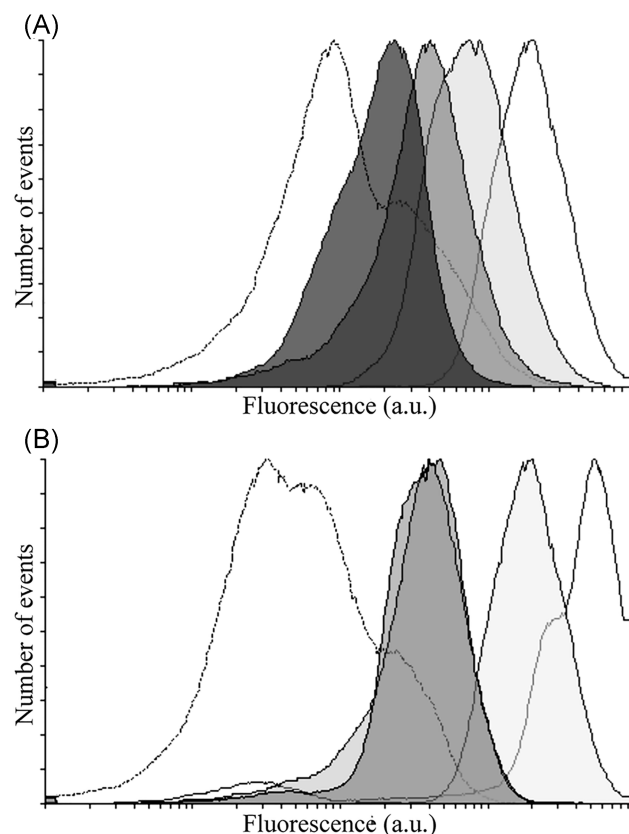 (A)
Number of events
Fluorescence (a.u.)
(B)
Number of events
Fluorescence (a.u.)